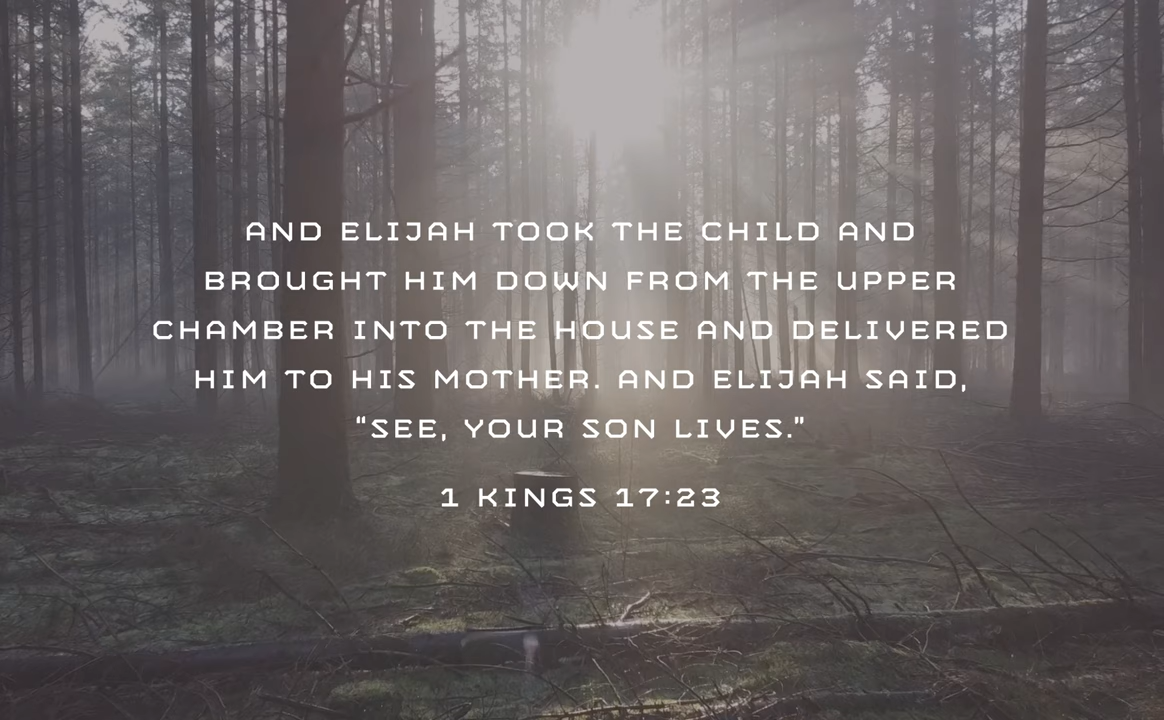 AND ELIJAH TOOK THE CHILD AND
BROUGHT HIM DOWN FROM THE UPPER
CHAMBER INTO THE HOUSE AND DELIVERED
HIM TO HIS MOTHER. AND ELIJAH SAID,
“SEE, YOUR SON LIVES.”
1 KINGS 17:23